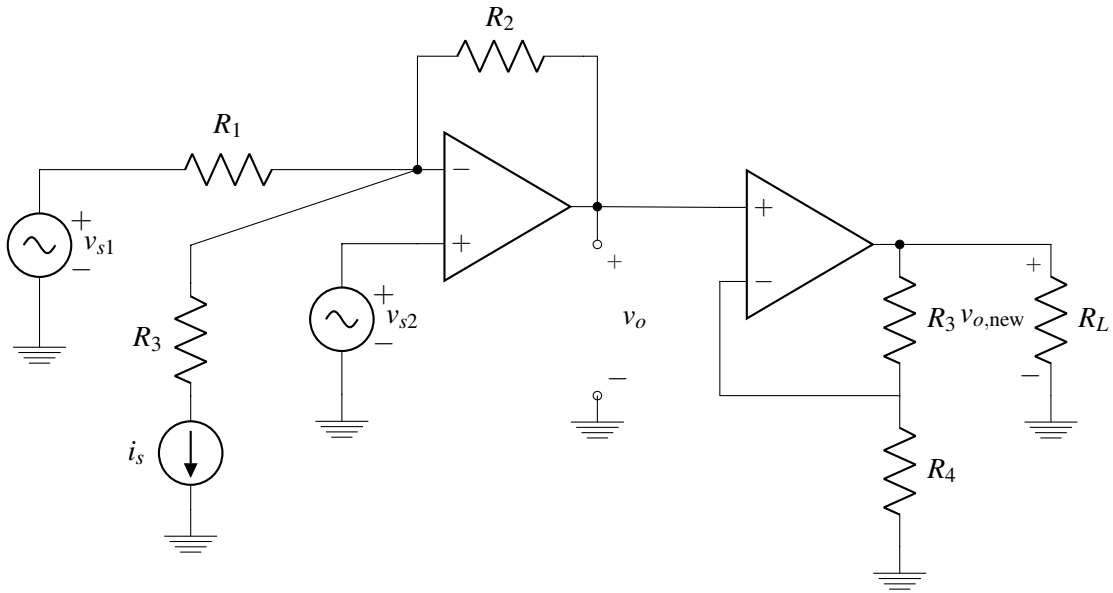 R2
R1
−
+
vs1
−
+
+
vs2
−
R3
is
+
vo
−
+
−
R3
vo,new
+
−
RL
R4